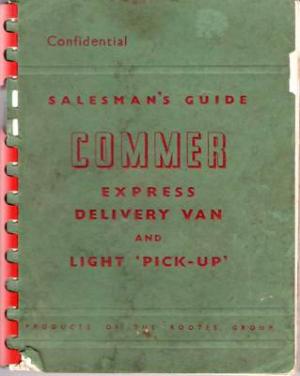 Confidential
SALESMAN'S GUIDE
COMMER
EXPRESS
DELIVERY VAN
AND
LIGHT 'PICK-UP'
PRODUCTS OF THE ROOTES GROUP